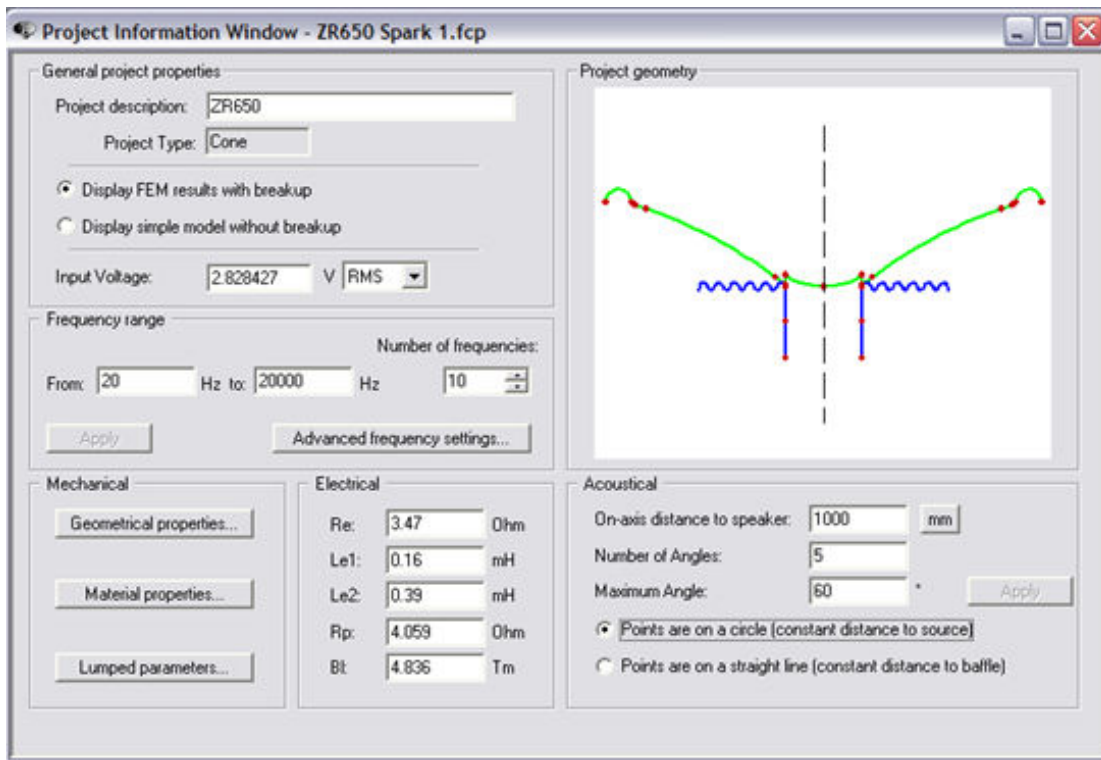 Project Information Window - ZR650 Spark 1.fcp
General project properties
Project description: ZR650
Project Type: Cone
Display FEM results with breakup
Display simple model without breakup
Input Voltage: 2.828427 V RMS
Frequency range
Number of frequencies:
From: 20 Hz to: 20000 Hz 10
Apply Advanced frequency settings...
Mechanical
Geometrical properties...
Material properties...
Lumped parameters...
Electrical
Re: 3.47 Ohm
Le1: 0.16 mH
Le2: 0.39 mH
Rp: 4.059 Ohm
Bl: 4.836 Tm
Project geometry
Acoustical
On-axis distance to speaker: 1000 mm
Number of Angles: 5
Maximum Angle: 60 ° Apply
Points are on a circle (constant distance to source)
Points are on a straight line (constant distance to baffle)